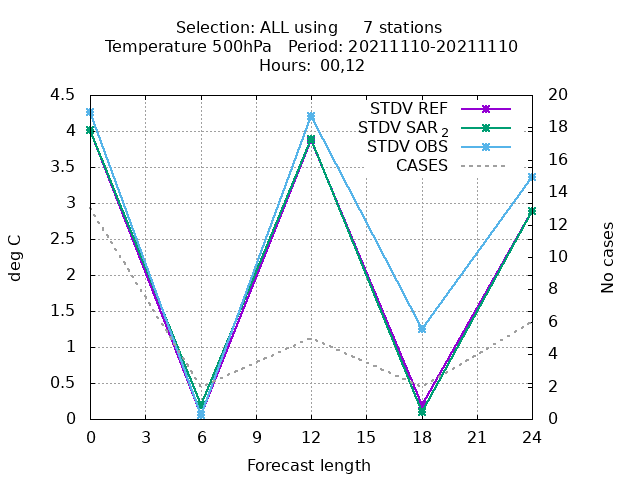 Selection: ALL using 7 stations
Temperature 500hPa Period: 20211110-20211110
Hours: 00,12
STDV REF
STDV SAR 2
STDV OBS
CASES
4.5
4
3.5
3
2.5
2
1.5
1
0.5
0
deg C
20
18
16
14
12
10
8
6
4
2
0
No cases
0 3 6 9 12 15 18 21 24
Forecast length